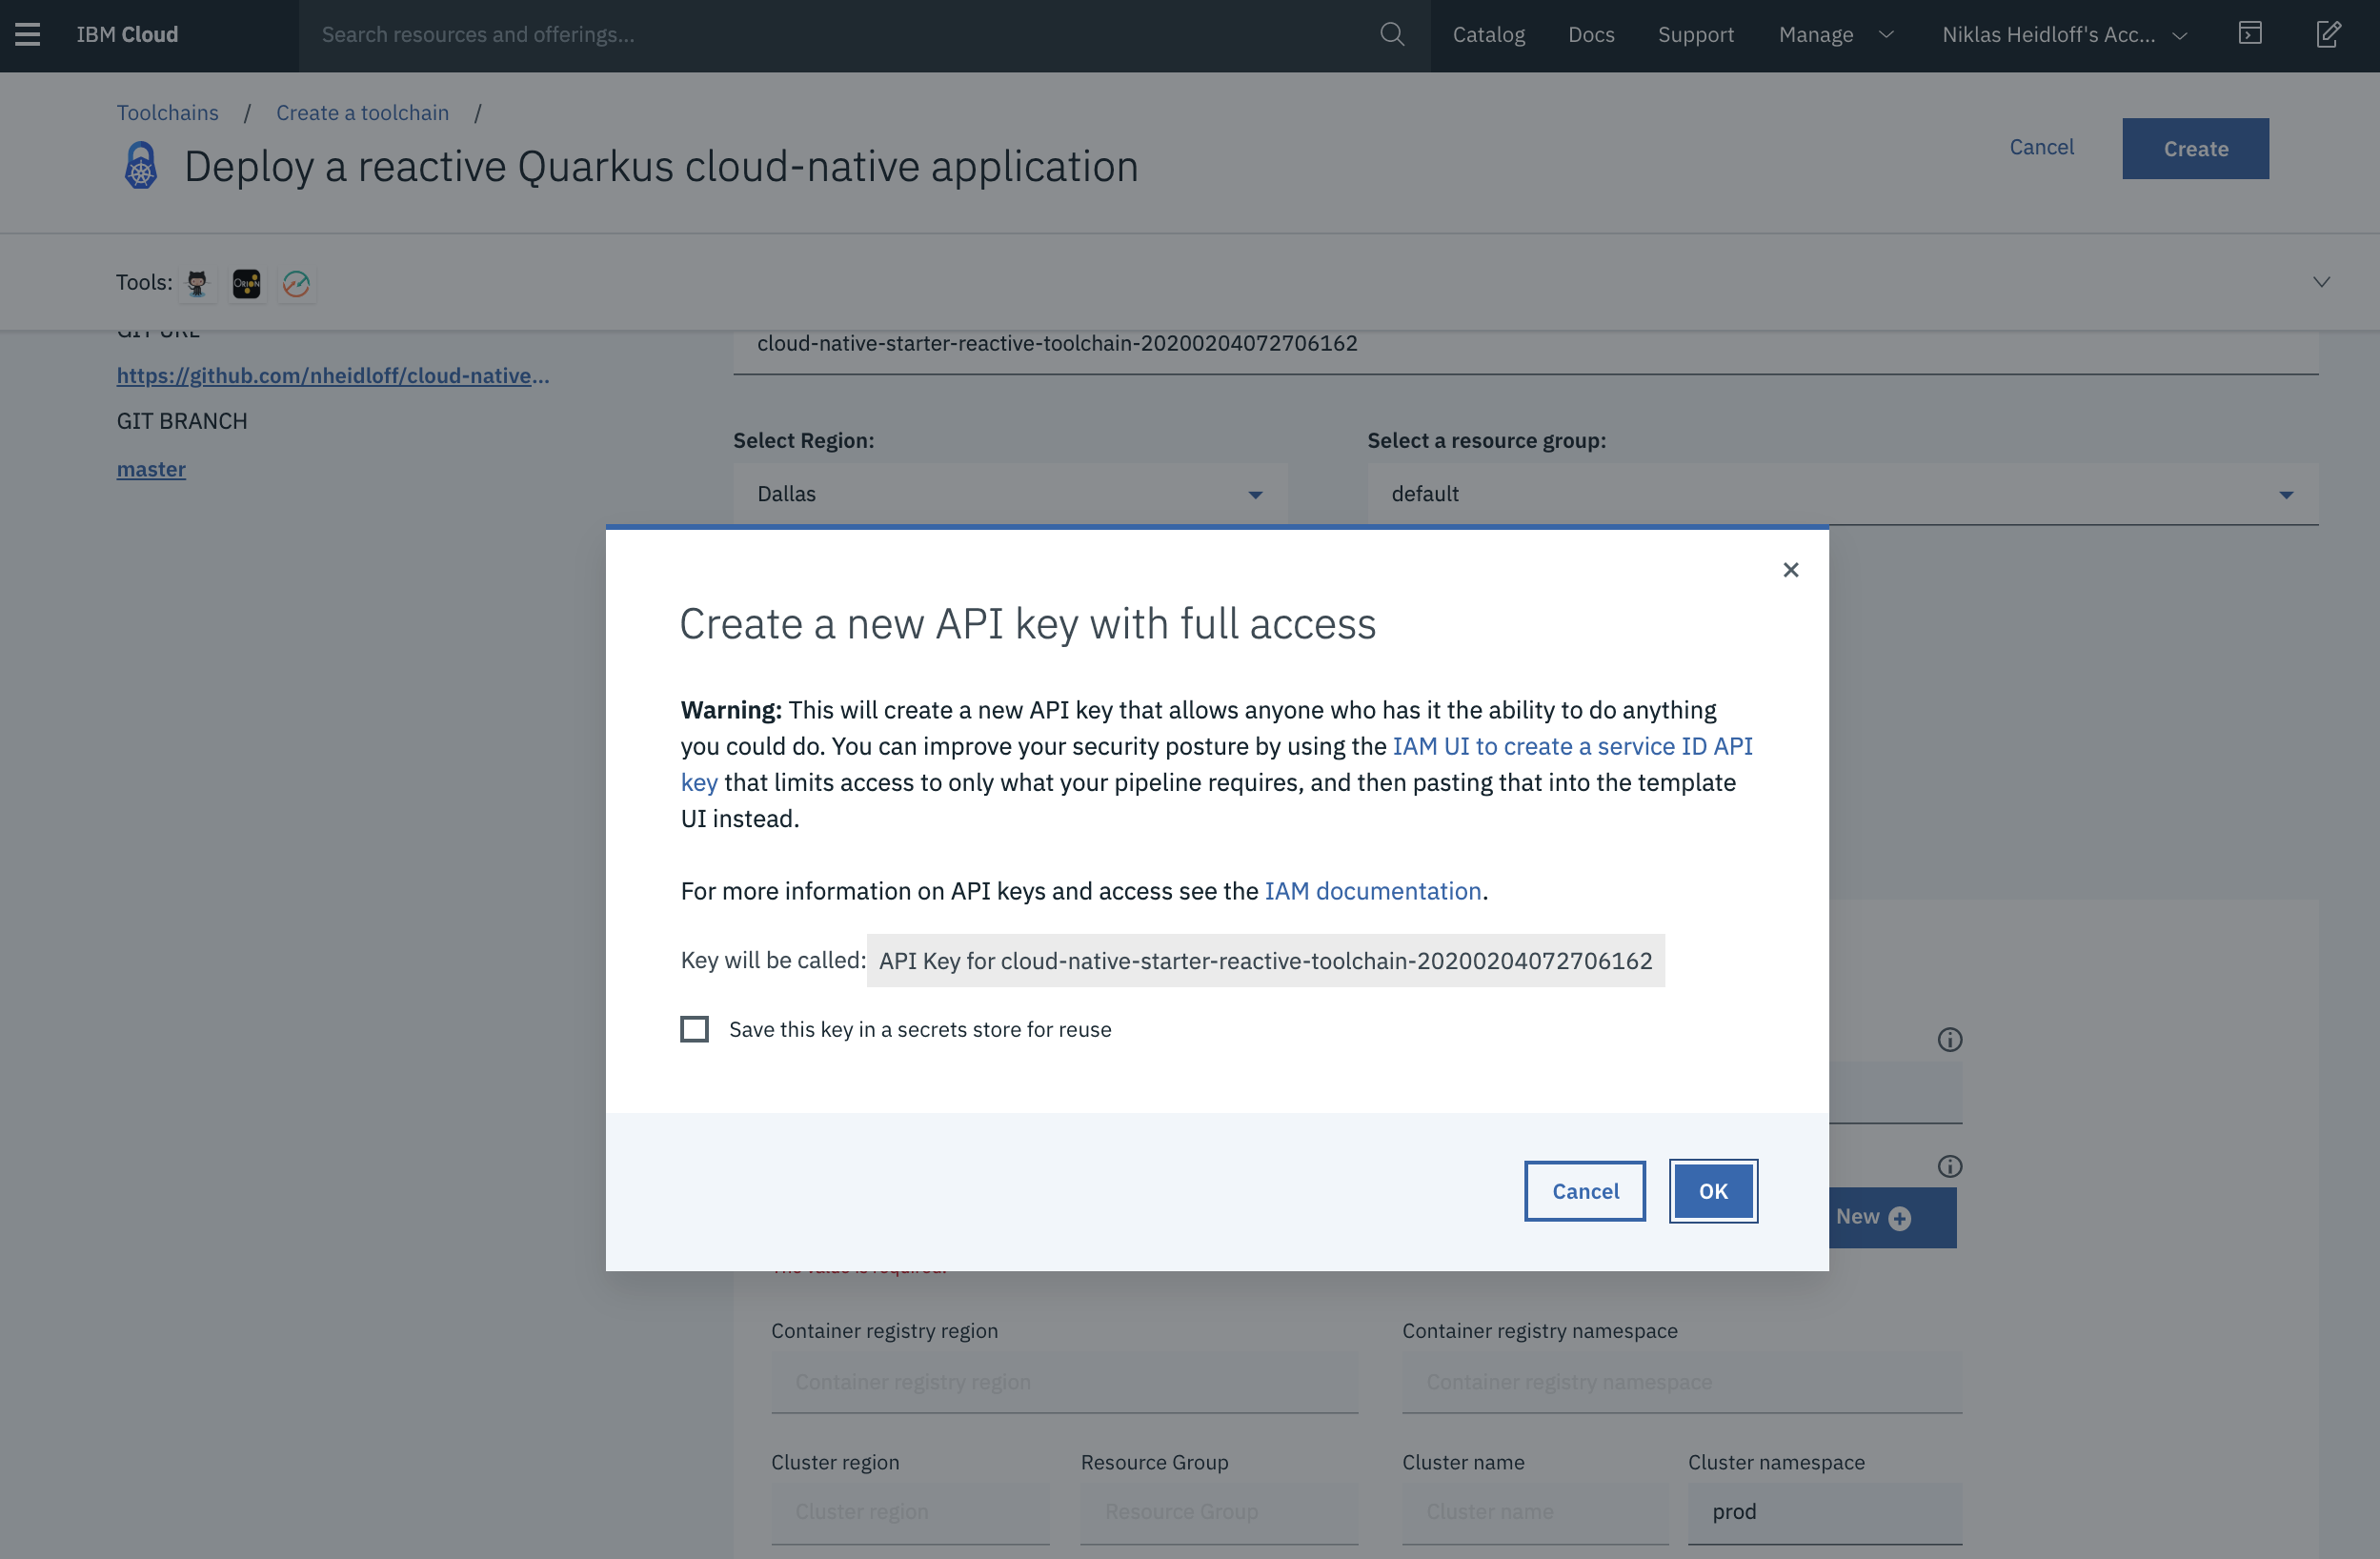 IBM Cloud
Search resources and offerings...
Catalog
Docs
Support
Manage
Niklas Heidloff's Acc...
Toolchains / Create a toolchain /
Deploy a reactive Quarkus cloud-native application
Cancel
Create
Tools:
ORION
GIT URL
cloud-native-starter-reactive-toolchain-20200204072706162
https://github.com/nheidloff/cloud-native...
GIT BRANCH
master
Select Region:
Select a resource group:
Dallas
default
Create a new API key with full access
Warning: This will create a new API key that allows anyone who has it the ability to do anything
you could do. You can improve your security posture by using the IAM UI to create a service ID API
key that limits access to only what your pipeline requires, and then pasting that into the template
UI instead.
For more information on API keys and access see the IAM documentation.
Key will be called: API Key for cloud-native-starter-reactive-toolchain-20200204072706162
Save this key in a secrets store for reuse
Cancel
OK
New
Container registry region
Container registry namespace
Container registry region
Container registry namespace
Cluster region
Resource Group
Cluster name
Cluster namespace
Cluster region
Resource Group
Cluster name
prod